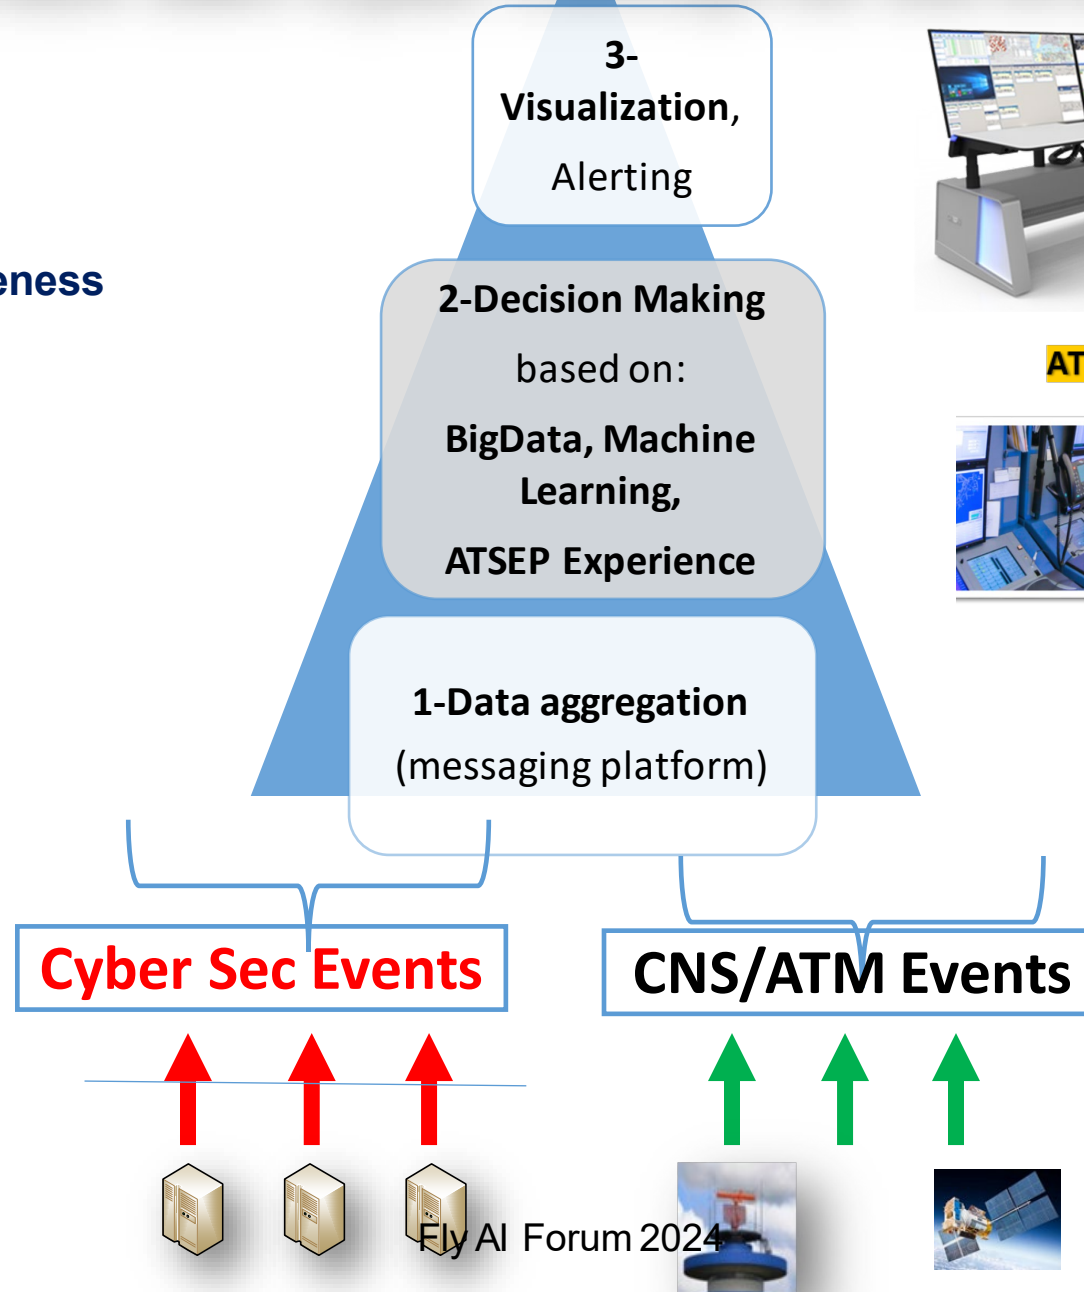 3-
Visualization,
Alerting
eness
2-Decision Making
based on:
BigData, Machine
Learning,
ATSEP Experience
AT
1-Data aggregation
(messaging platform)
Cyber Sec Events
CNS/ATM Events
Fly AI Forum 2024